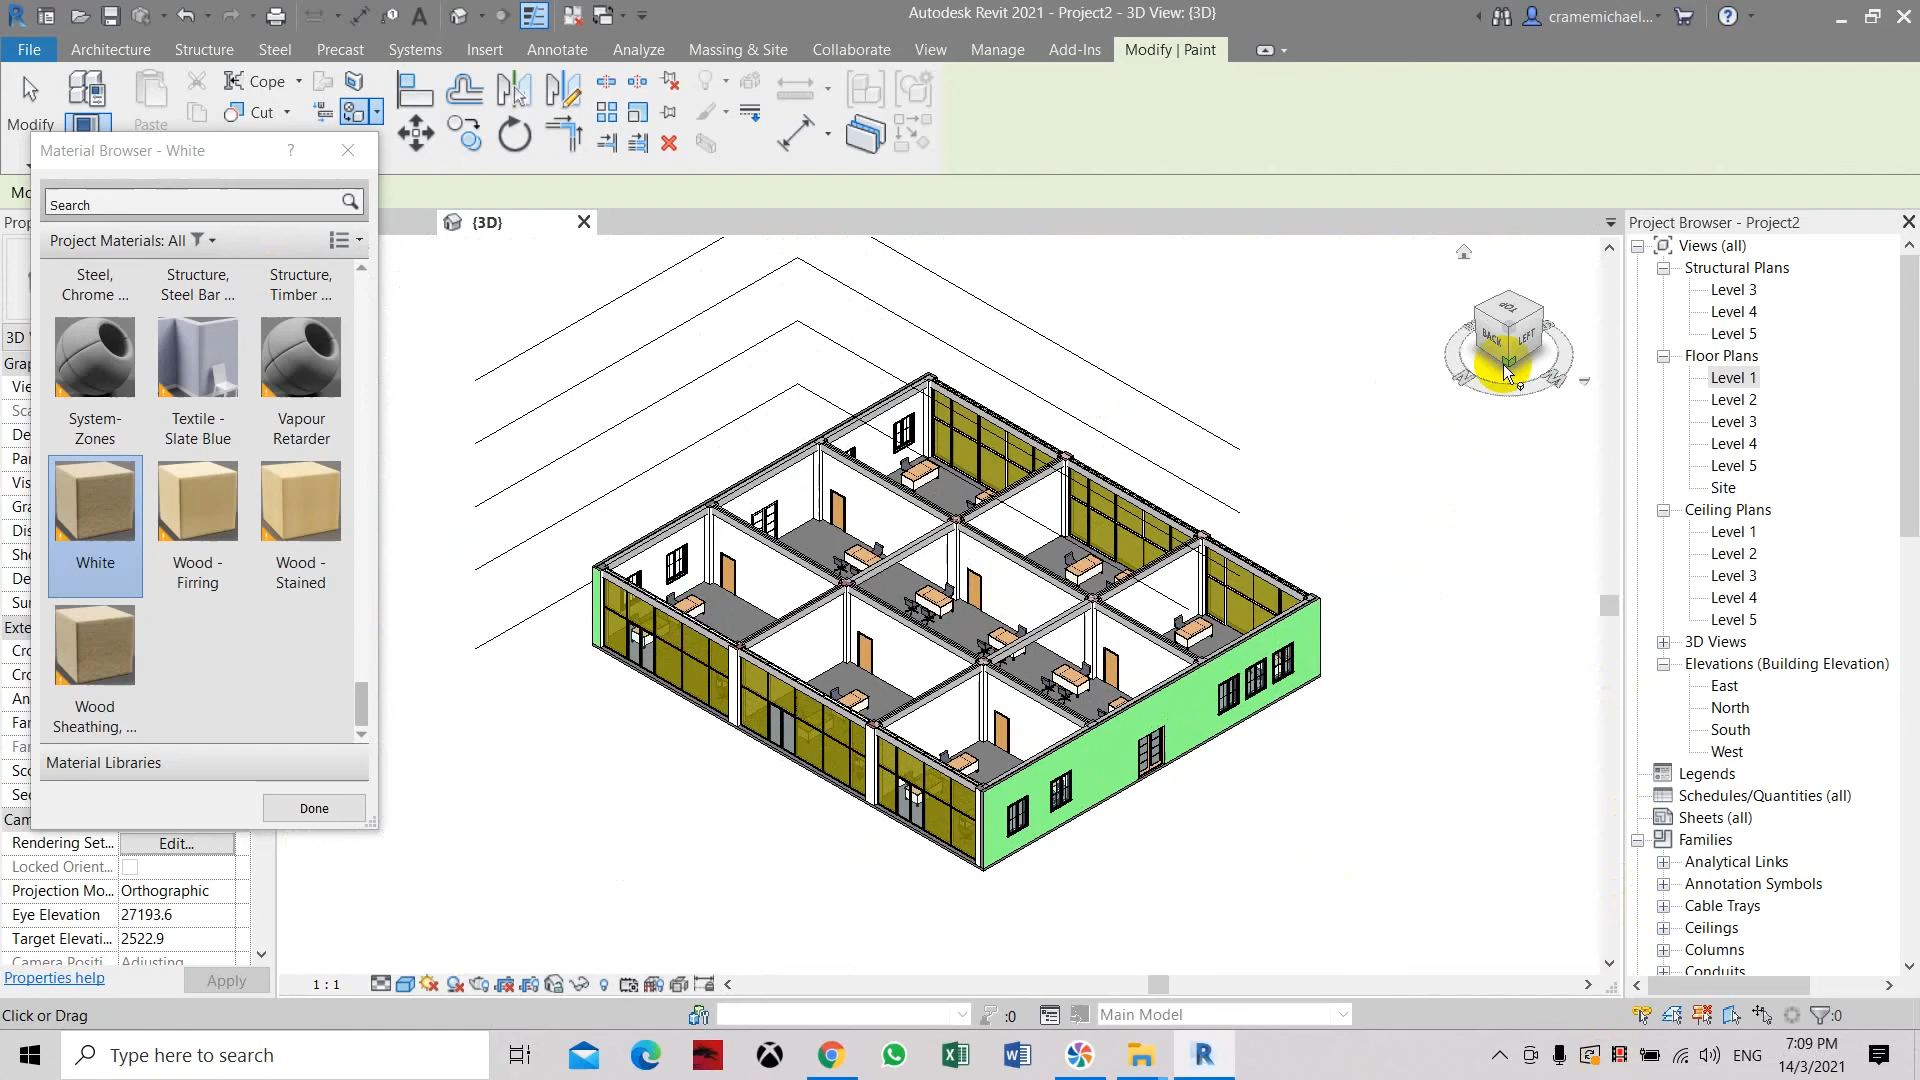 Autodesk Revit 2021 - Project2 - 3D View: {3D}
cramemichael...
File Architecture Structure Steel Precast Systems Insert Annotate Analyze Massing & Site Collaborate View Manage Add-Ins Modify | Paint
Modify
Paste
Cope
Cut
Material Browser - White
?
Search
Project Materials: All
Steel, Chrome ...
Structure, Steel Bar ...
Structure, Timber ...
System-Zones
Textile - Slate Blue
Vapour Retarder
White
Wood - Firring
Wood - Stained
Wood Sheathing, ...
Material Libraries
Done
Rendering Set... Edit...
Locked Orient...
Projection Mo... Orthographic
Eye Elevation 27193.6
Target Elevati... 2522.9
Camera Positi... Adjusting
Properties help
Apply
{3D}
TOP
BACK
LEFT
1 : 1
Project Browser - Project2
Views (all)
Structural Plans
Level 3
Level 4
Level 5
Floor Plans
Level 1
Level 2
Level 3
Level 4
Level 5
Site
Ceiling Plans
Level 1
Level 2
Level 3
Level 4
Level 5
3D Views
Elevations (Building Elevation)
East
North
South
West
Legends
Schedules/Quantities (all)
Sheets (all)
Families
Analytical Links
Annotation Symbols
Cable Trays
Ceilings
Columns
Conduits
Click or Drag
:0
Main Model
:0
Type here to search
ENG
7:09 PM
14/3/2021